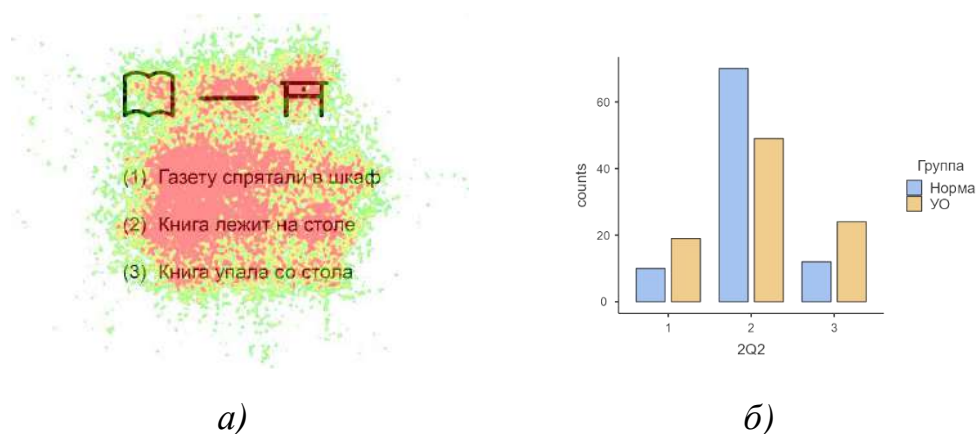 (1) Газету спрятали в шкаф
(2) Книга лежит на столе
(3) Книга упала со стола
а)
counts
60
40
20
0
1 2 3
2Q2
Группа
Норма
УО
б)